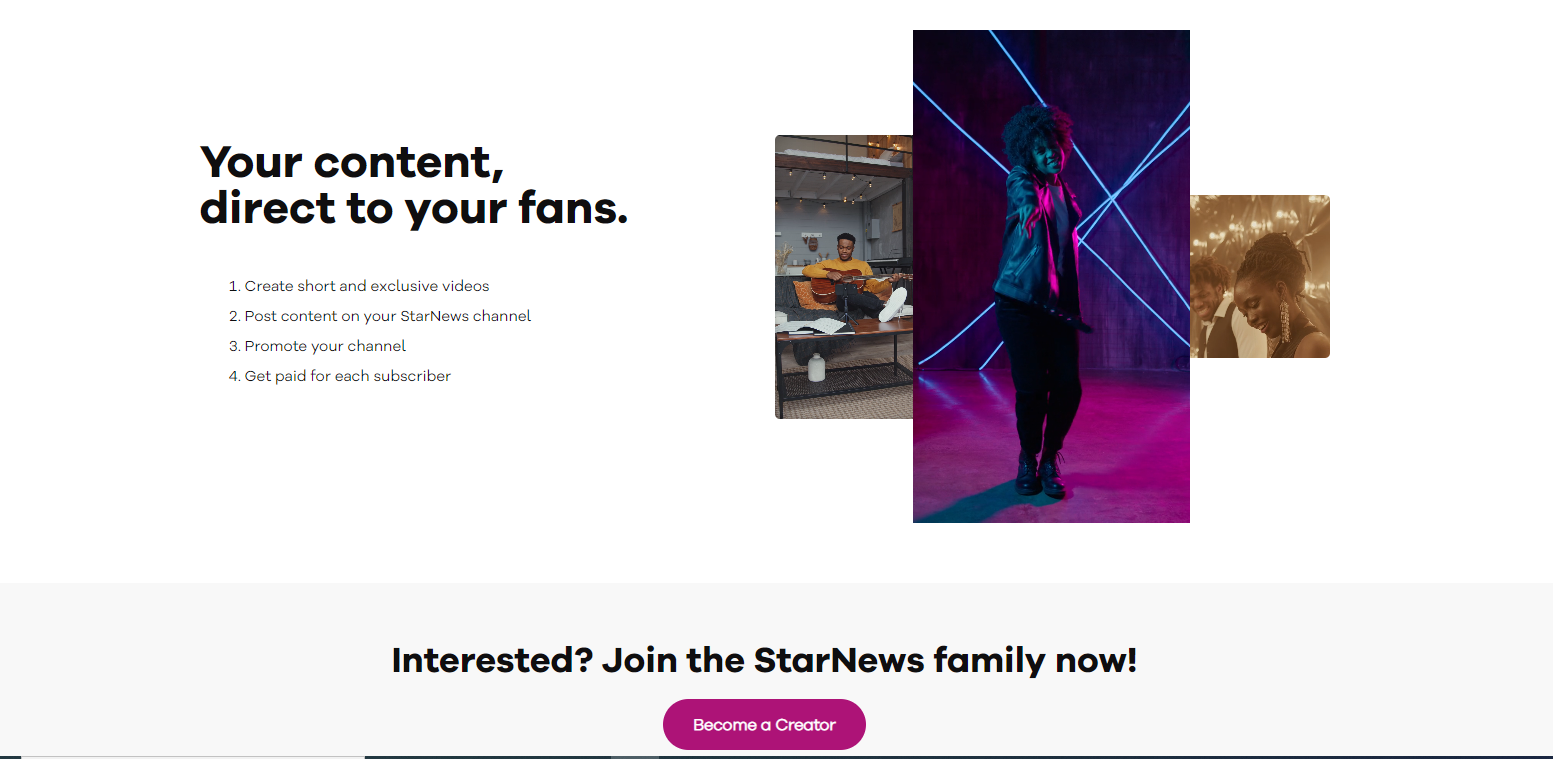 Your content,
direct to your fans.
1. Create short and exclusive videos
2. Post content on your StarNews channel
3. Promote your channel
4. Get paid for each subscriber
Interested? Join the StarNews family now!
Become a Creator